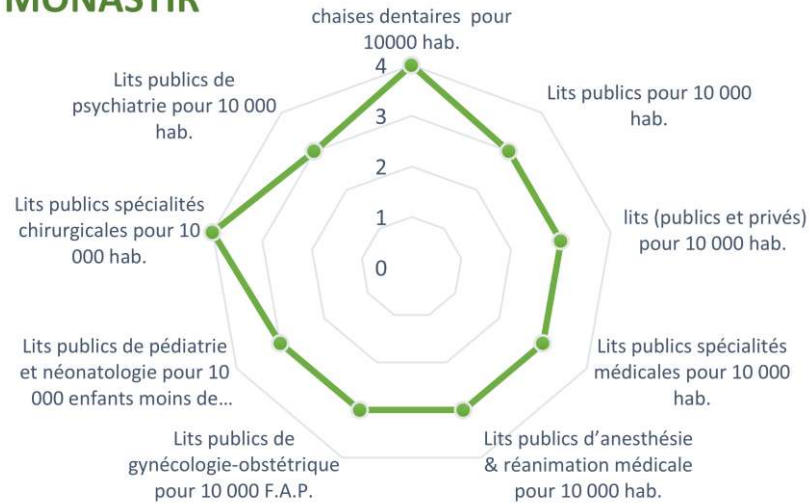 MONASTIR
chaises dentaires pour
10000 hab.
4
3
2
1
0
Lits publics pour 10 000
hab.
lits (publics et privés)
pour 10 000 hab.
Lits publics spécialités
médicales pour 10 000
hab.
Lits publics d’anesthésie
& réanimation médicale
pour 10 000 hab.
Lits publics de
gynécologie-obstétrique
pour 10 000 F.A.P.
Lits publics de pédiatrie
et néonatologie pour 10
000 enfants moins de…
Lits publics spécialités
chirurgicales pour 10
000 hab.
Lits publics de
psychiatrie pour 10 000
hab.